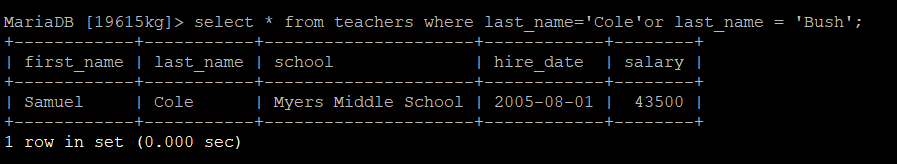 MariaDB [19615kg]> select * from teachers where last_name='Cole'or last_name = 'Bush';
+------------+-----------+---------------------+------------+--------+
| first_name | last_name | school              | hire_date  | salary |
+------------+-----------+---------------------+------------+--------+
| Samuel     | Cole      | Myers Middle School | 2005-08-01 |  43500 |
+------------+-----------+---------------------+------------+--------+
1 row in set (0.000 sec)